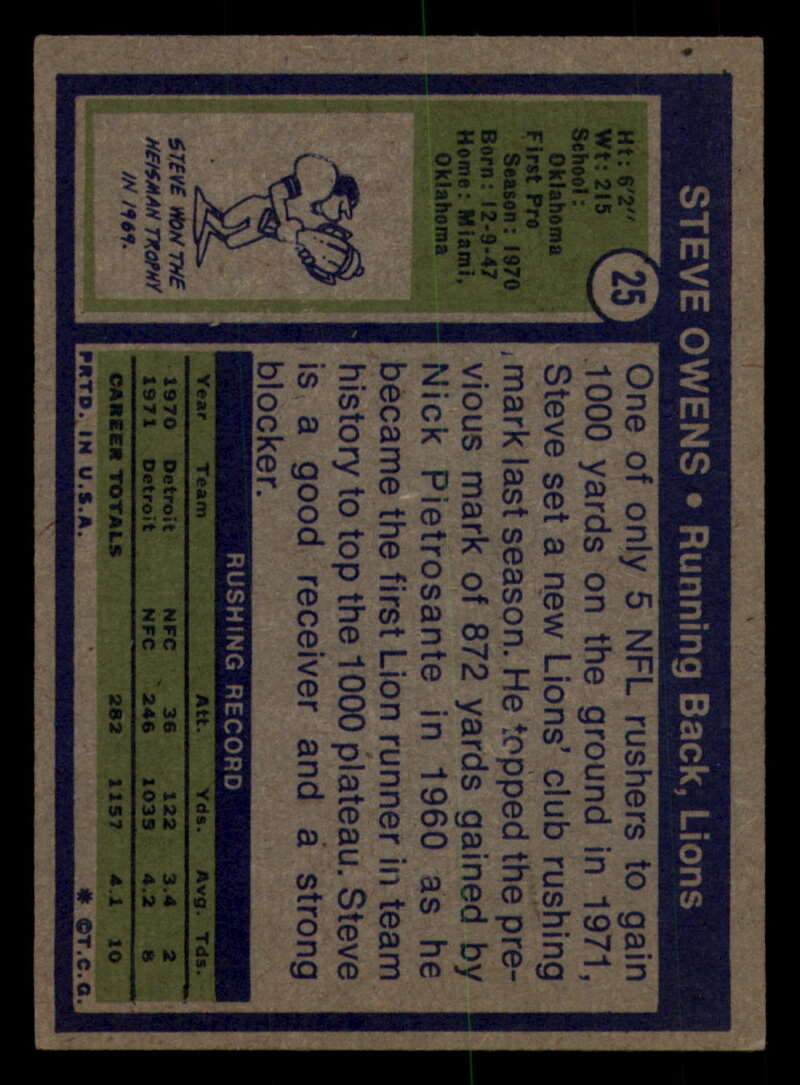 STEVE OWENS • Running Back, Lions
25
Ht: 6'2"
Wt: 215
School:
Oklahoma
First Pro
Season: 1970
Born: 12-9-47
Home: Miami,
Oklahoma
STEVE WON THE
HEISMAN TROPHY
IN 1969.
One of only 5 NFL rushers to gain
1000 yards on the ground in 1971,
Steve set a new Lions' club rushing
mark last season. He topped the pre-
vious mark of 872 yards gained by
Nick Pietrosante in 1960 as he
became the first Lion runner in team
history to top the 1000 plateau. Steve
is a good receiver and a strong
blocker.
RUSHING RECORD
Year Team Att. Yds. Avg. Tds.
1970 Detroit NFC 36 122 3.4 2
1971 Detroit NFC 246 1035 4.2 8
CAREER TOTALS 282 1157 4.1 10
PRTD. IN U.S.A. * ©T.C.G.